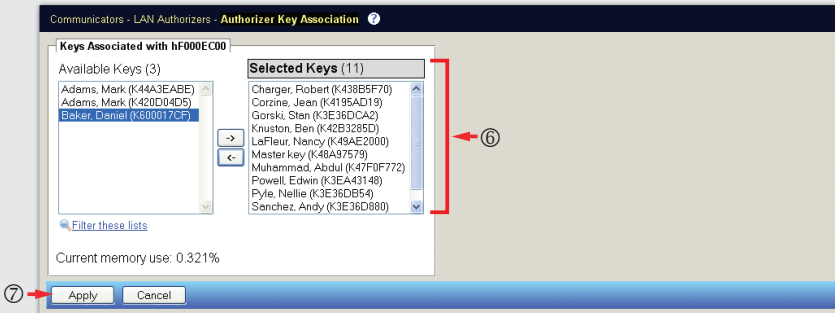 Communicators - LAN Authorizers - Authorizer Key Association ?
Keys Associated with hF000EC00
Available Keys (3)
Adams, Mark (K44A3EABE)
Adams, Mark (K420D04D5)
Baker, Daniel (K600017CF)
->
<-
Selected Keys (11)
Charger, Robert (K438B5F70)
Corzine, Jean (K4195AD19)
Gorski, Stan (K3E36DCA2)
Knuston, Ben (K42B3285D)
LaFleur, Nancy (K49AE2000)
Master key (K48A97579)
Muhammad, Abdul (K47F0F772)
Powell, Edwin (K3EA43148)
Pyle, Nellie (K3E36DB54)
Sanchez, Andy (K3E36D880)
⑥
Filter these lists
Current memory use: 0.321%
⑦
Apply Cancel